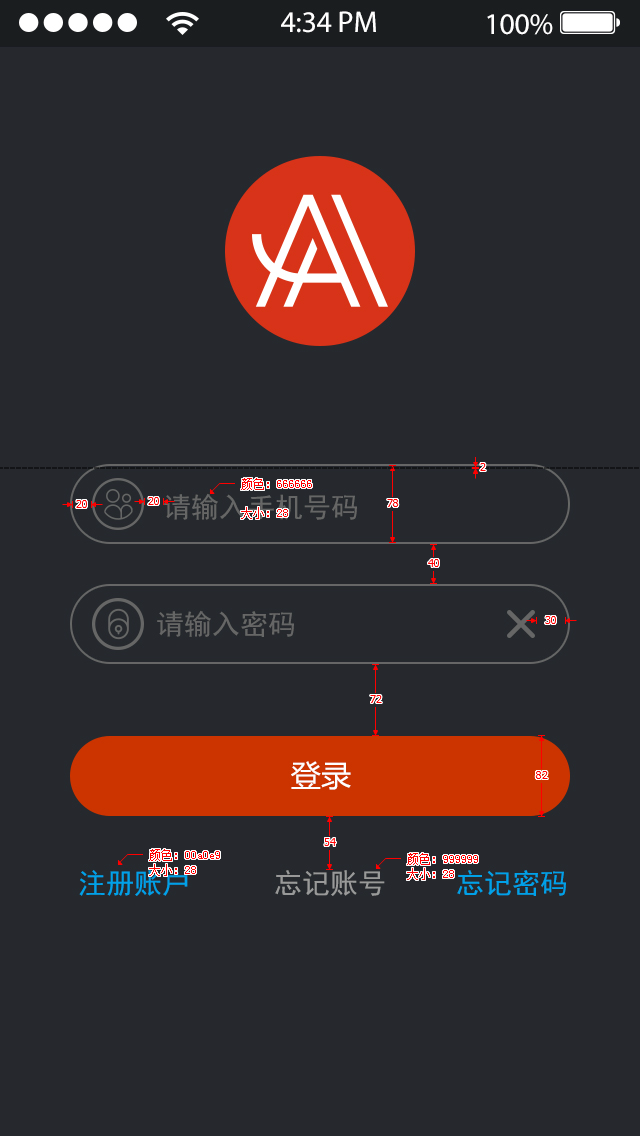 4:34 PM 100%
2
颜色：666666
20 20 请输入手机号码 78
大小：28
40
请输入密码 30
72
登录 82
54
颜色：00a0e9 颜色：999999
大小：28 大小：28
注册账户 忘记账号 忘记密码